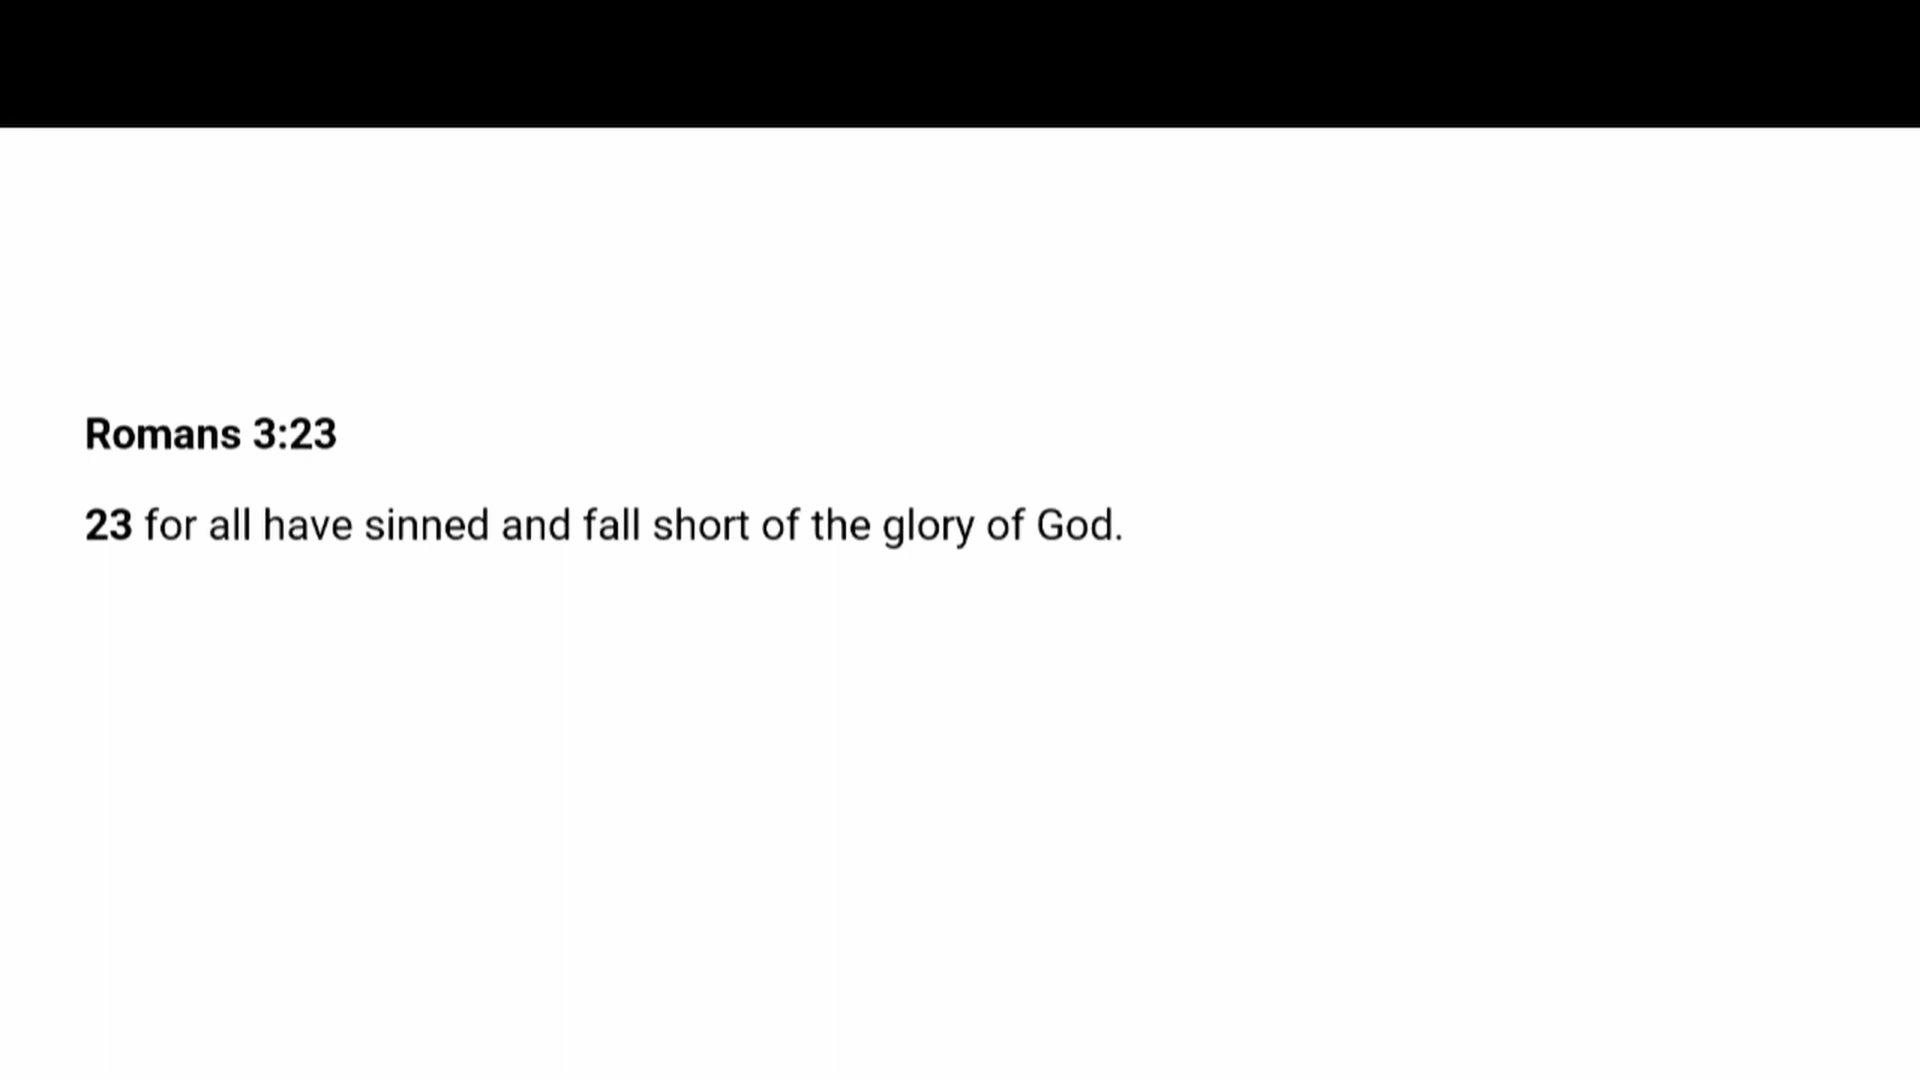 Romans 3:23
23 for all have sinned and fall short of the glory of God.